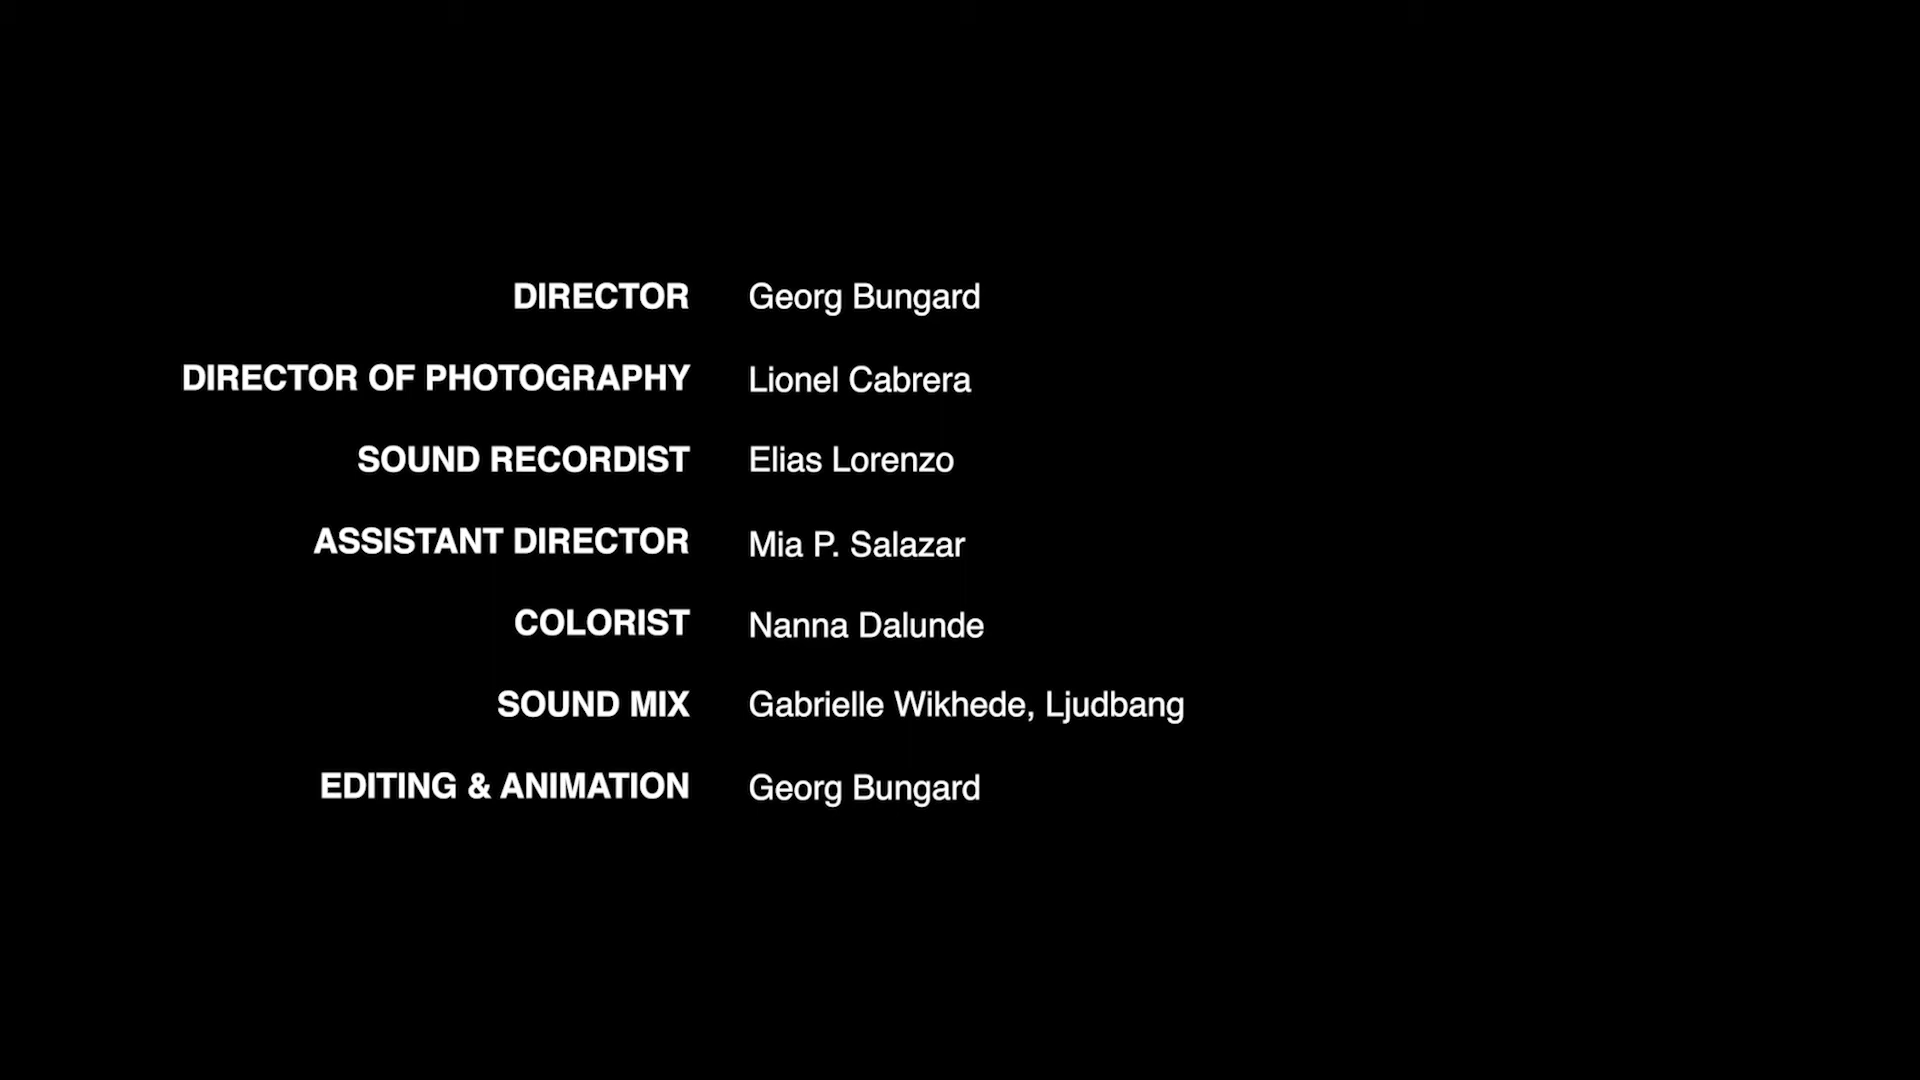 DIRECTOR Georg Bungard
DIRECTOR OF PHOTOGRAPHY Lionel Cabrera
SOUND RECORDIST Elias Lorenzo
ASSISTANT DIRECTOR Mia P. Salazar
COLORIST Nanna Dalunde
SOUND MIX Gabrielle Wikhede, Ljudbang
EDITING & ANIMATION Georg Bungard